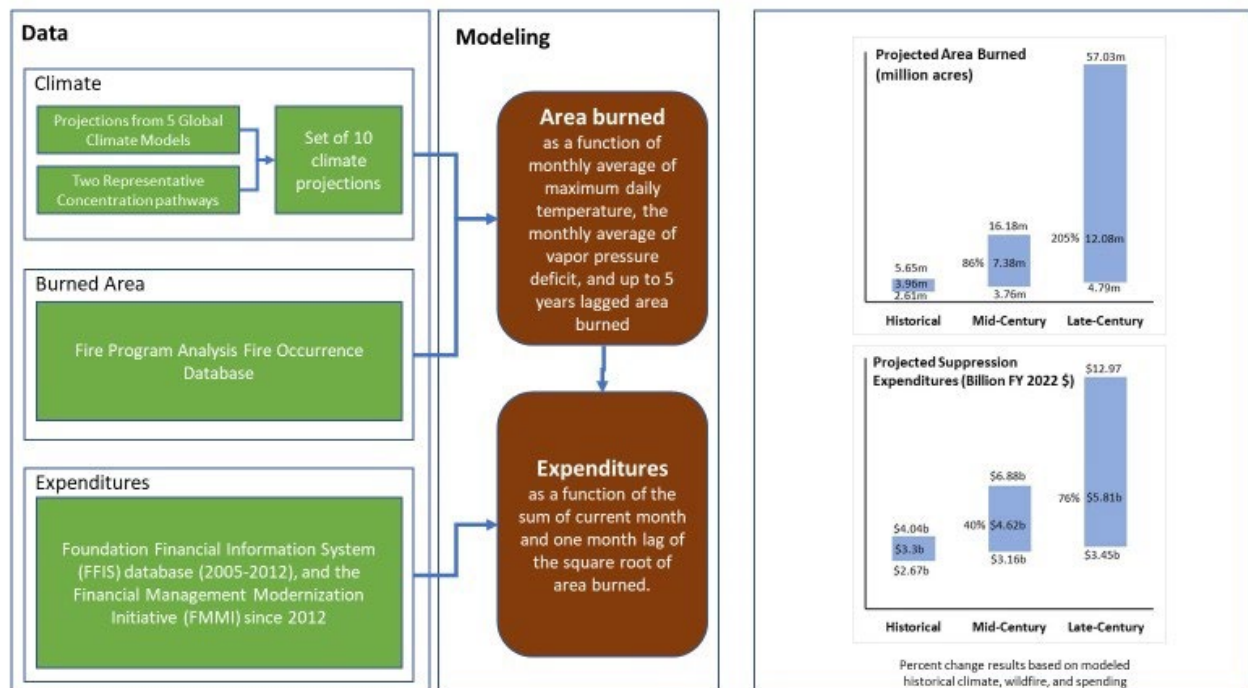 Data
Climate
Projections from 5 Global
Climate Models
Two Representative
Concentration pathways
Set of 10
climate
projections
Burned Area
Fire Program Analysis Fire Occurrence
Database
Expenditures
Foundation Financial Information System
(FFIS) database (2005-2012), and the
Financial Management Modernization
Initiative (FMMI) since 2012
Modeling
Area burned
as a function of
monthly average of
maximum daily
temperature, the
monthly average of
vapor pressure
deficit, and up to 5
years lagged area
burned
Expenditures
as a function of the
sum of current month
and one month lag of
the square root of
area burned.
Projected Area Burned
(million acres)
57.03m
16.18m
205% 12.08m
5.65m
86% 7.38m
3.96m
2.61m
3.76m
4.79m
Historical Mid-Century Late-Century
Projected Suppression
Expenditures (Billion FY 2022 $)
$12.97
$6.88b
76% $5.81b
$4.04b
40% $4.62b
$3.3b
$2.67b
$3.16b
$3.45b
Historical Mid-Century Late-Century
Percent change results based on modeled
historical climate, wildfire, and spending